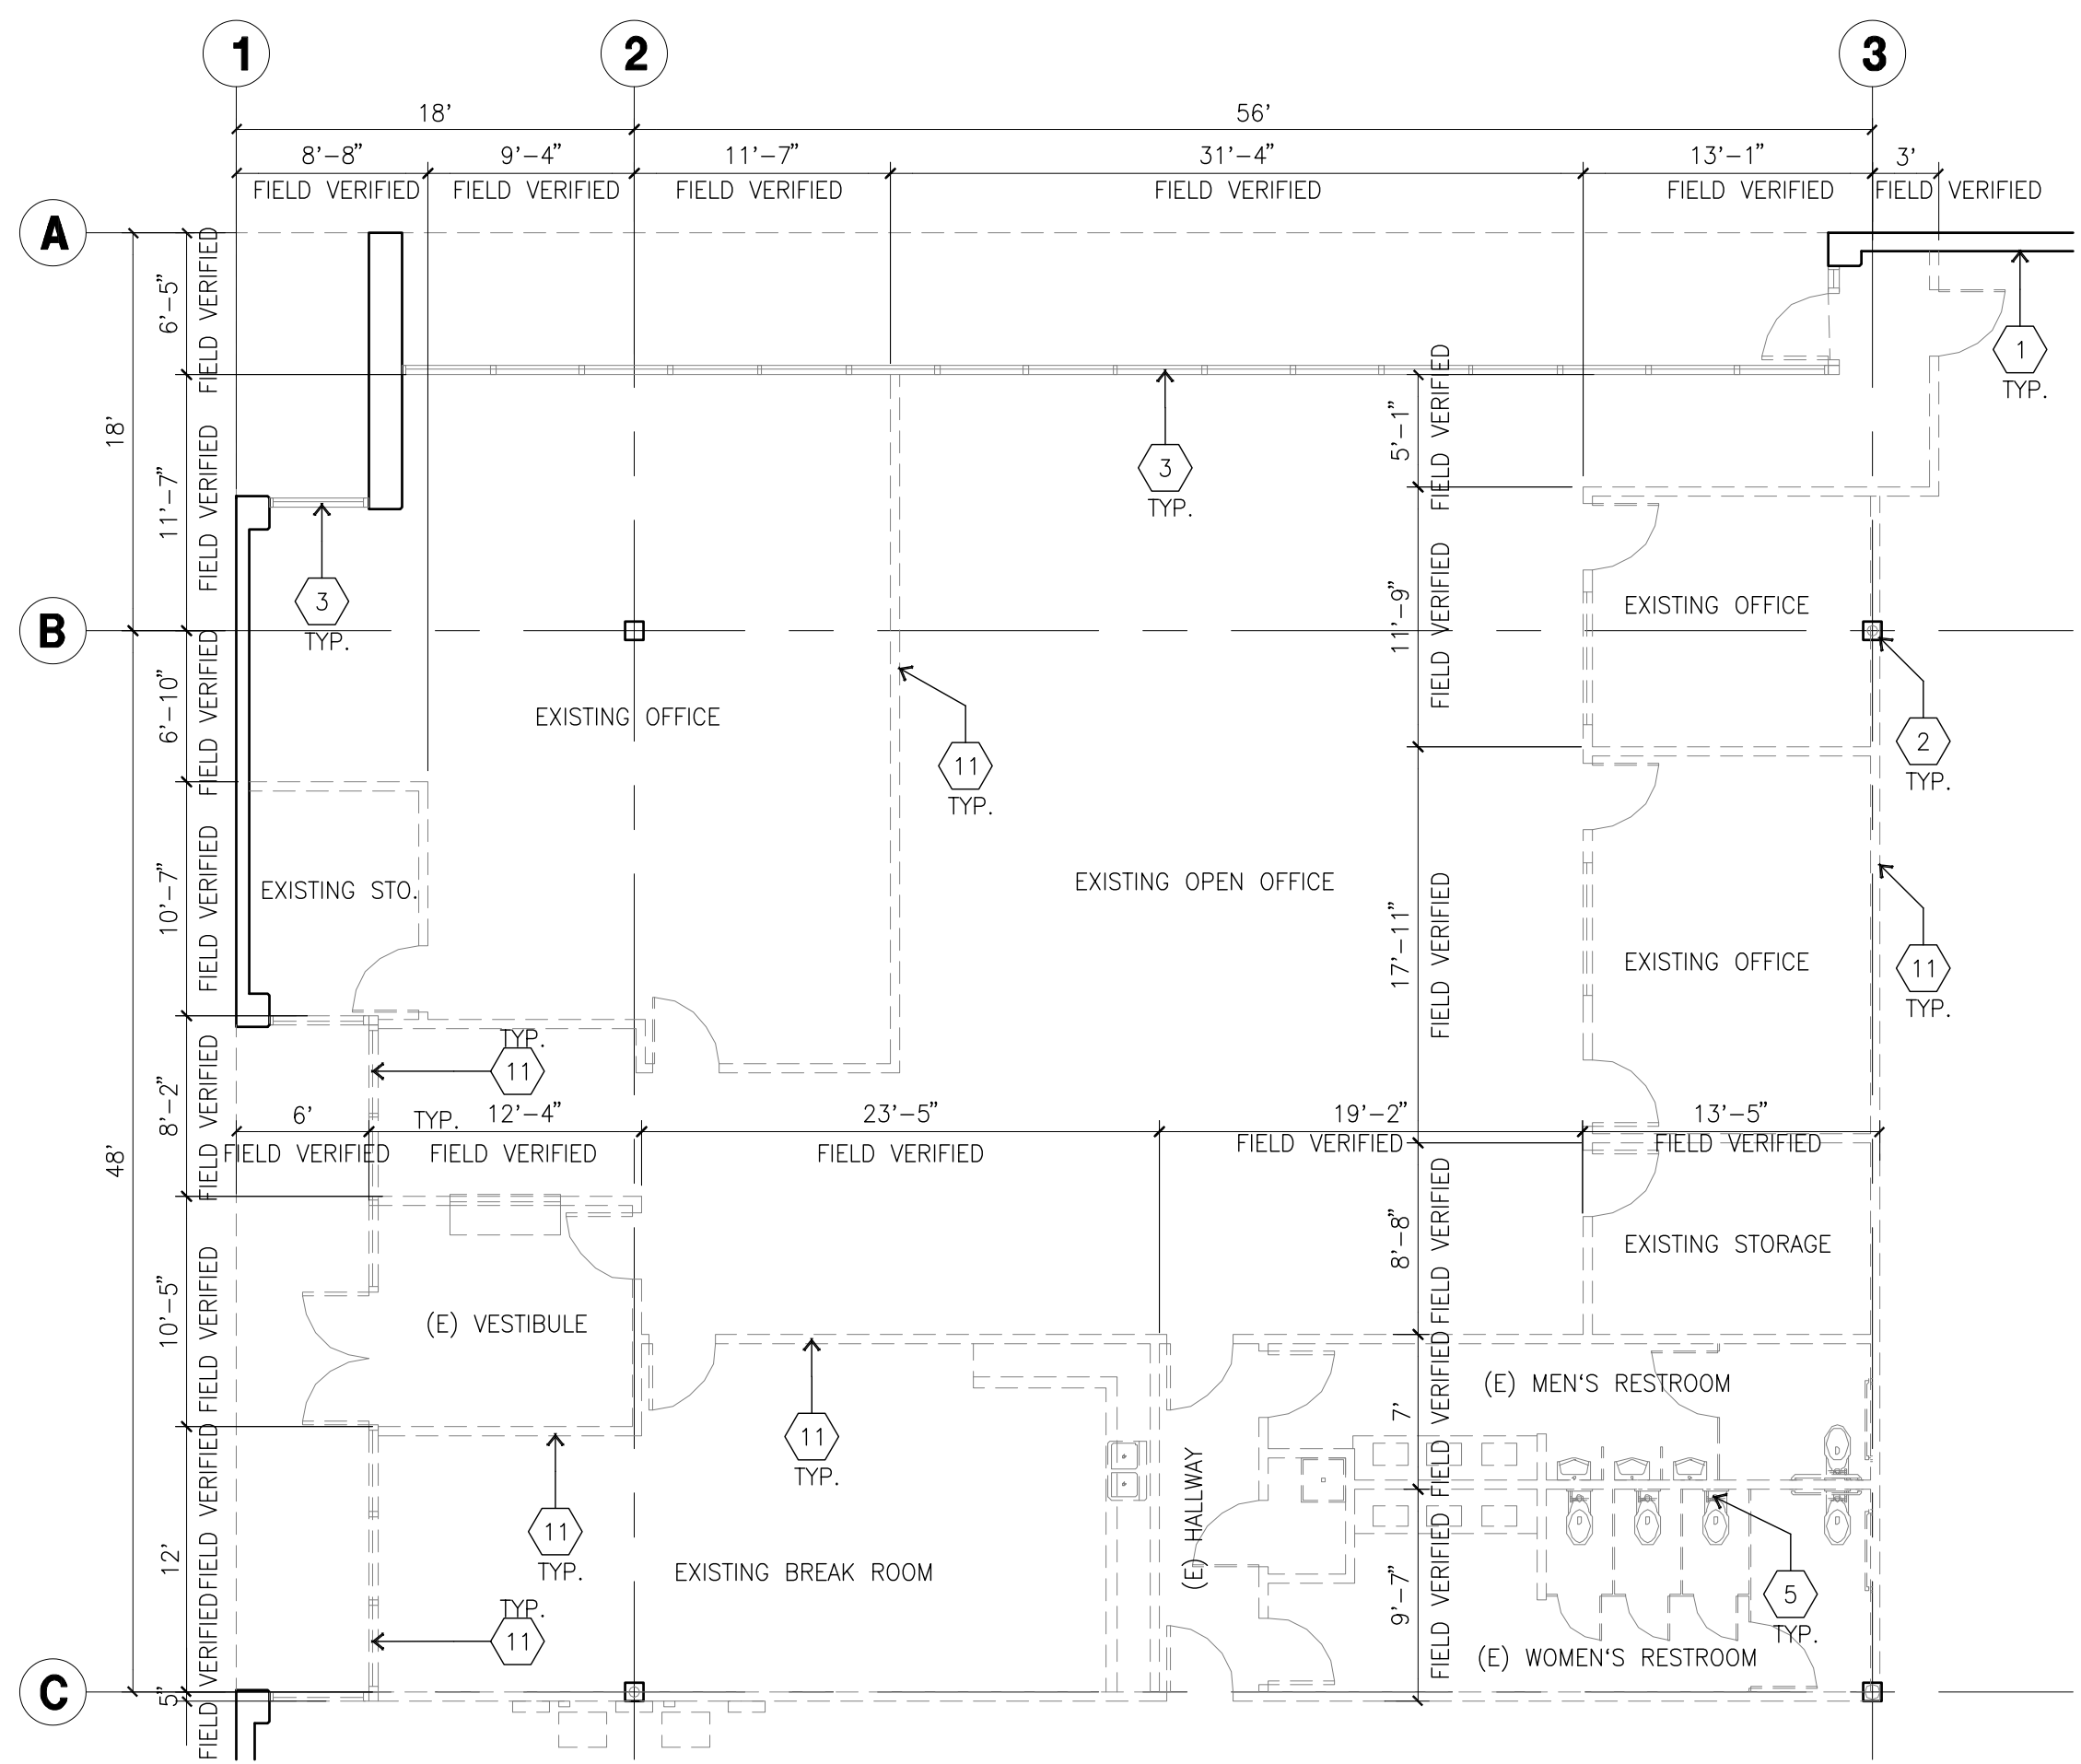 1
2
3
18'
56'
8'-8"
9'-4"
11'-7"
31'-4"
13'-1"
3'
FIELD VERIFIED
FIELD VERIFIED
FIELD VERIFIED
FIELD VERIFIED
FIELD VERIFIED
FIELD VERIFIED
A
6'-5"
FIELD VERIFIED
1
TYP.
18'
11'-7"
FIELD VERIFIED
5'-1"
FIELD VERIFIED
3
TYP.
3
TYP.
11'-9"
FIELD VERIFIED
EXISTING OFFICE
B
6'-10"
FIELD VERIFIED
EXISTING OFFICE
11
TYP.
2
TYP.
10'-7"
FIELD VERIFIED
EXISTING STO.
EXISTING OPEN OFFICE
17'-11"
FIELD VERIFIED
EXISTING OFFICE
11
TYP.
TYP.
11
8'-2"
FIELD VERIFIED
48'
6'
TYP.
12'-4"
23'-5"
19'-2"
13'-5"
FIELD VERIFIED
FIELD VERIFIED
FIELD VERIFIED
FIELD VERIFIED
FIELD VERIFIED
8'-8"
FIELD VERIFIED
EXISTING STORAGE
10'-5"
FIELD VERIFIED
(E) VESTIBULE
(E) MEN'S RESTROOM
7'
FIELD VERIFIED
11
TYP.
(E) HALLWAY
11
TYP.
12'
FIELD VERIFIED
EXISTING BREAK ROOM
9'-7"
FIELD VERIFIED
5
TYP.
TYP.
11
(E) WOMEN'S RESTROOM
C
5"
FIELD VERIFIED